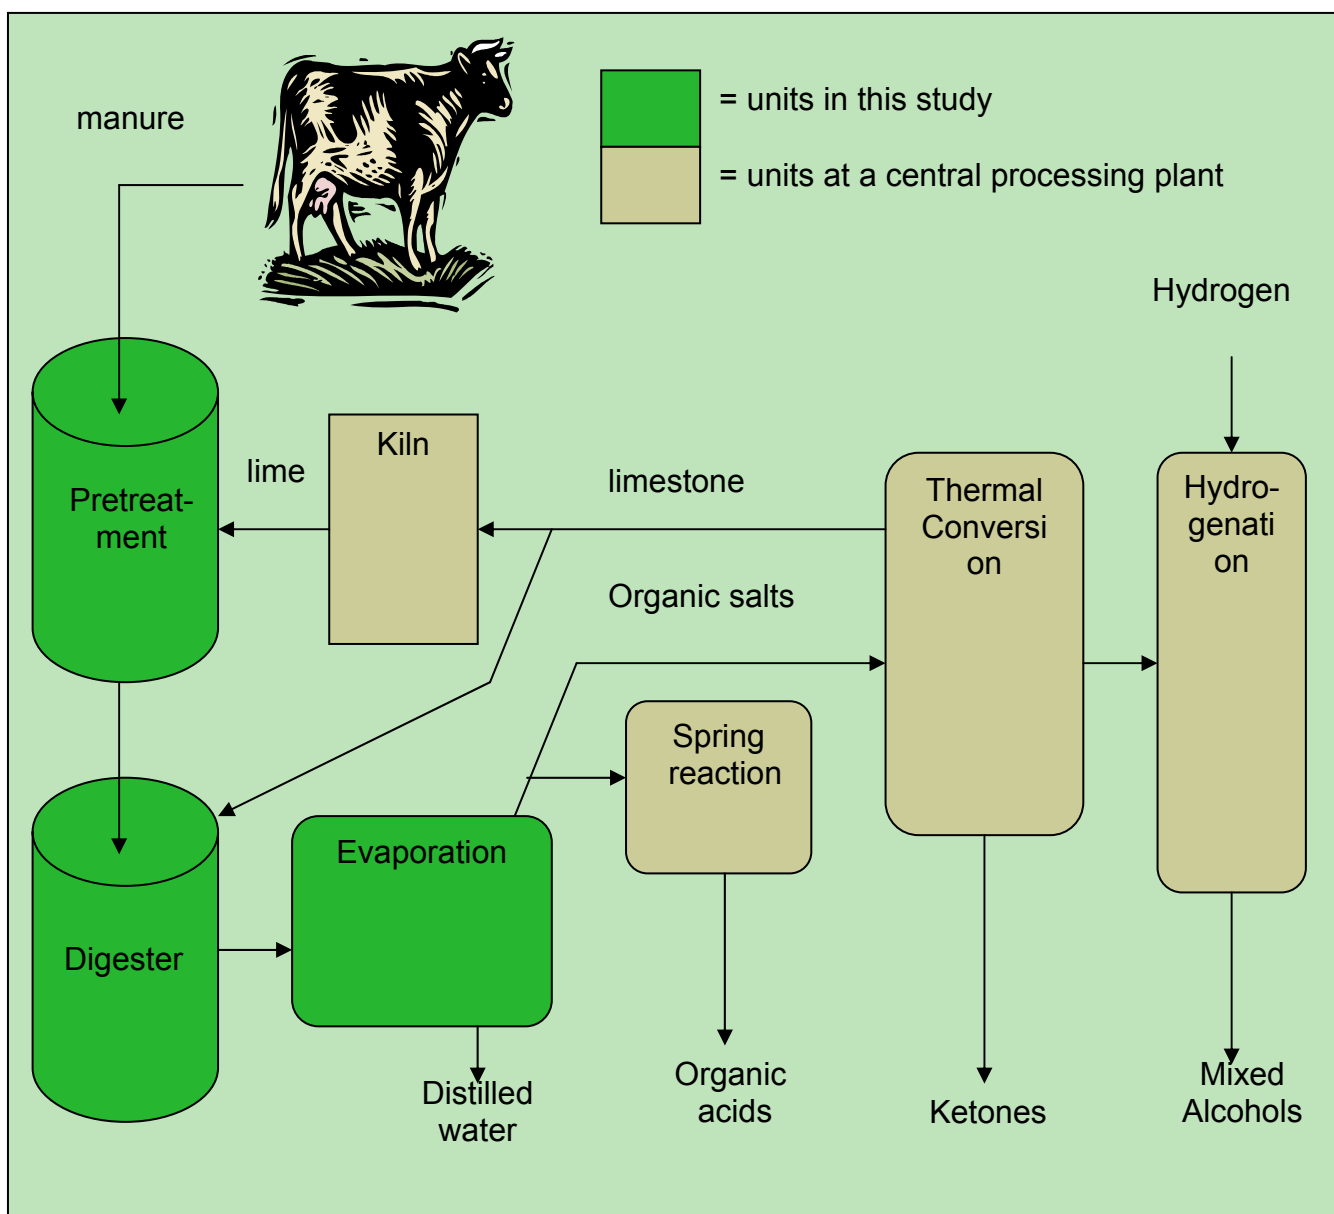 manure
= units in this study
= units at a central processing plant
Hydrogen
Kiln
lime
limestone
Thermal
Conversi
on
Hydro-
genati
on
Pretreat-
ment
Organic salts
Spring
reaction
Evaporation
Digester
Distilled
water
Organic
acids
Ketones
Mixed
Alcohols